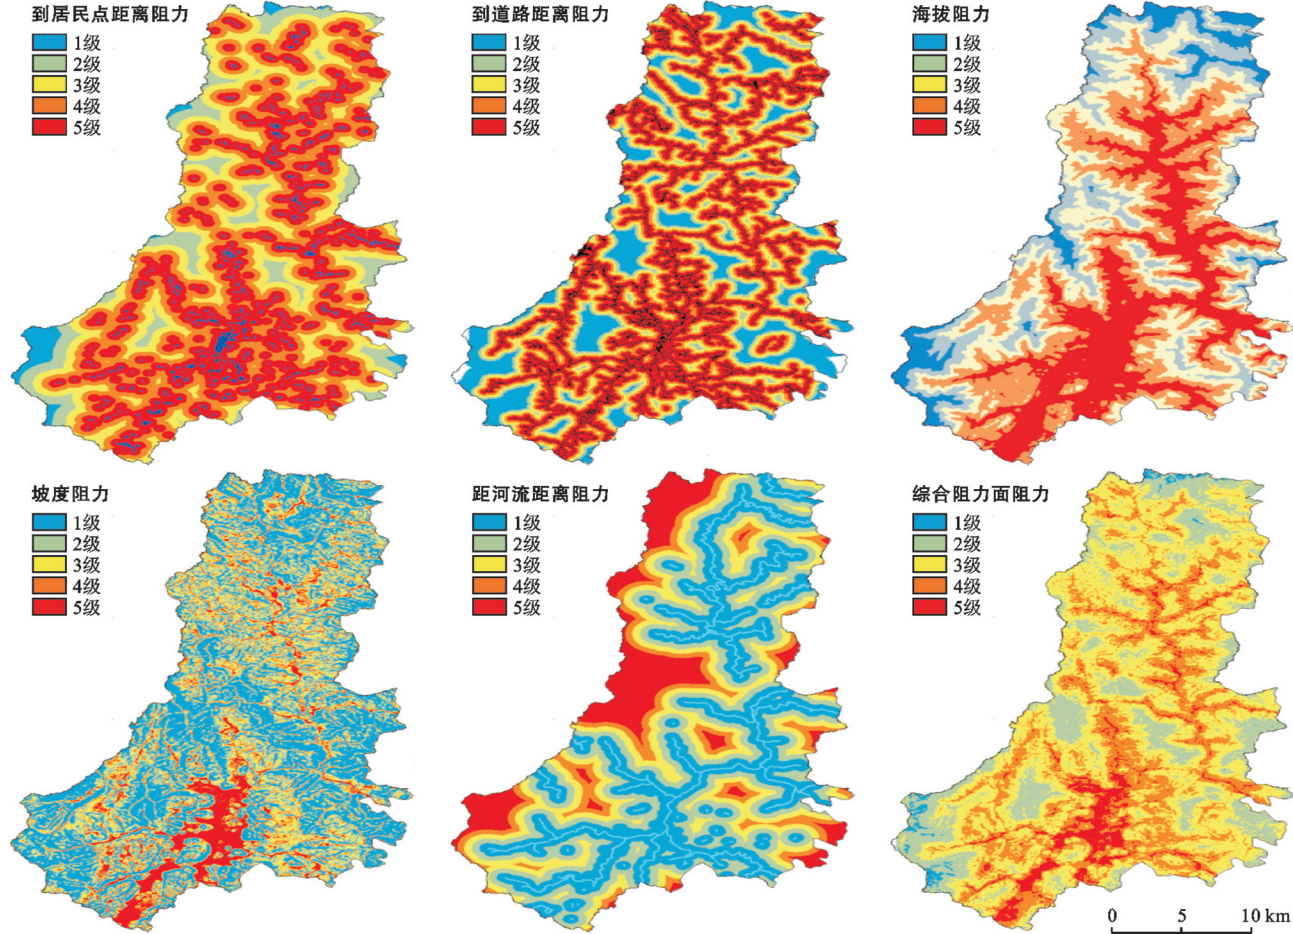 到居民点距离阻力
1级
2级
3级
4级
5级
到道路距离阻力
1级
2级
3级
4级
5级
海拔阻力
1级
2级
3级
4级
5级
坡度阻力
1级
2级
3级
4级
5级
距河流距离阻力
1级
2级
3级
4级
5级
综合阻力面阻力
1级
2级
3级
4级
5级
0 5 10 km